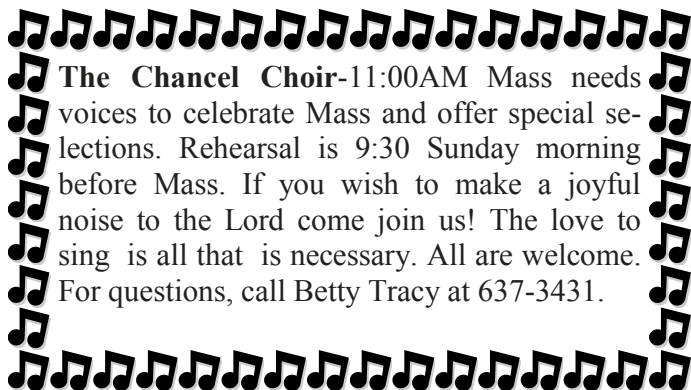 The Chancel Choir-11:00AM Mass needs
voices to celebrate Mass and offer special se-
lections. Rehearsal is 9:30 Sunday morning
before Mass. If you wish to make a joyful
noise to the Lord come join us! The love to
sing  is all that  is necessary. All are welcome.
For questions, call Betty Tracy at 637-3431.